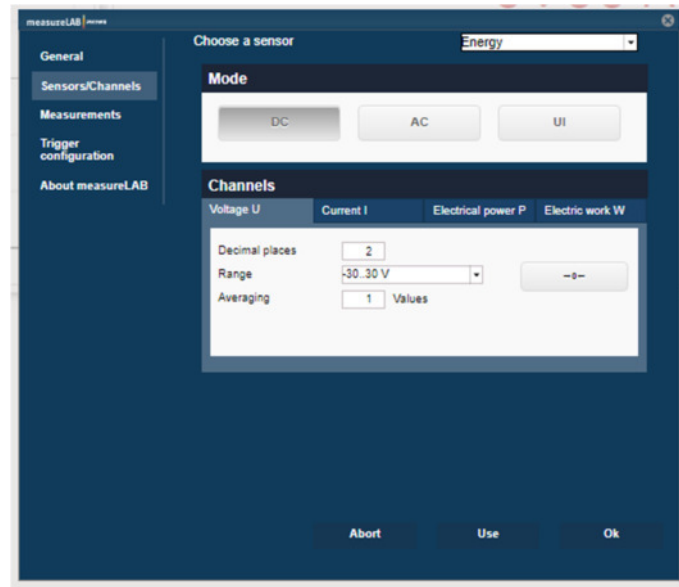 measureLAB
Choose a sensor
Energy
General
Sensors/Channels
Measurements
Trigger
configuration
About measureLAB
Mode
DC
AC
UI
Channels
Voltage U
Current I
Electrical power P
Electric work W
Decimal places
2
Range
-30..30 V
Averaging
1
Values
–0–
Abort
Use
Ok